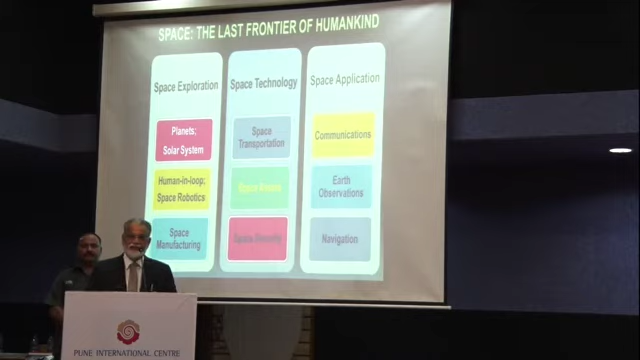 SPACE: THE LAST FRONTIER OF HUMANKIND
Space Exploration
Planets;
Solar System
Human-in-loop;
Space Robotics
Space
Manufacturing
Space Technology
Space
Transportation
Space
Space Security
Space Application
Communications
Earth
Observations
Navigation
PUNE INTERNATIONAL CENTRE